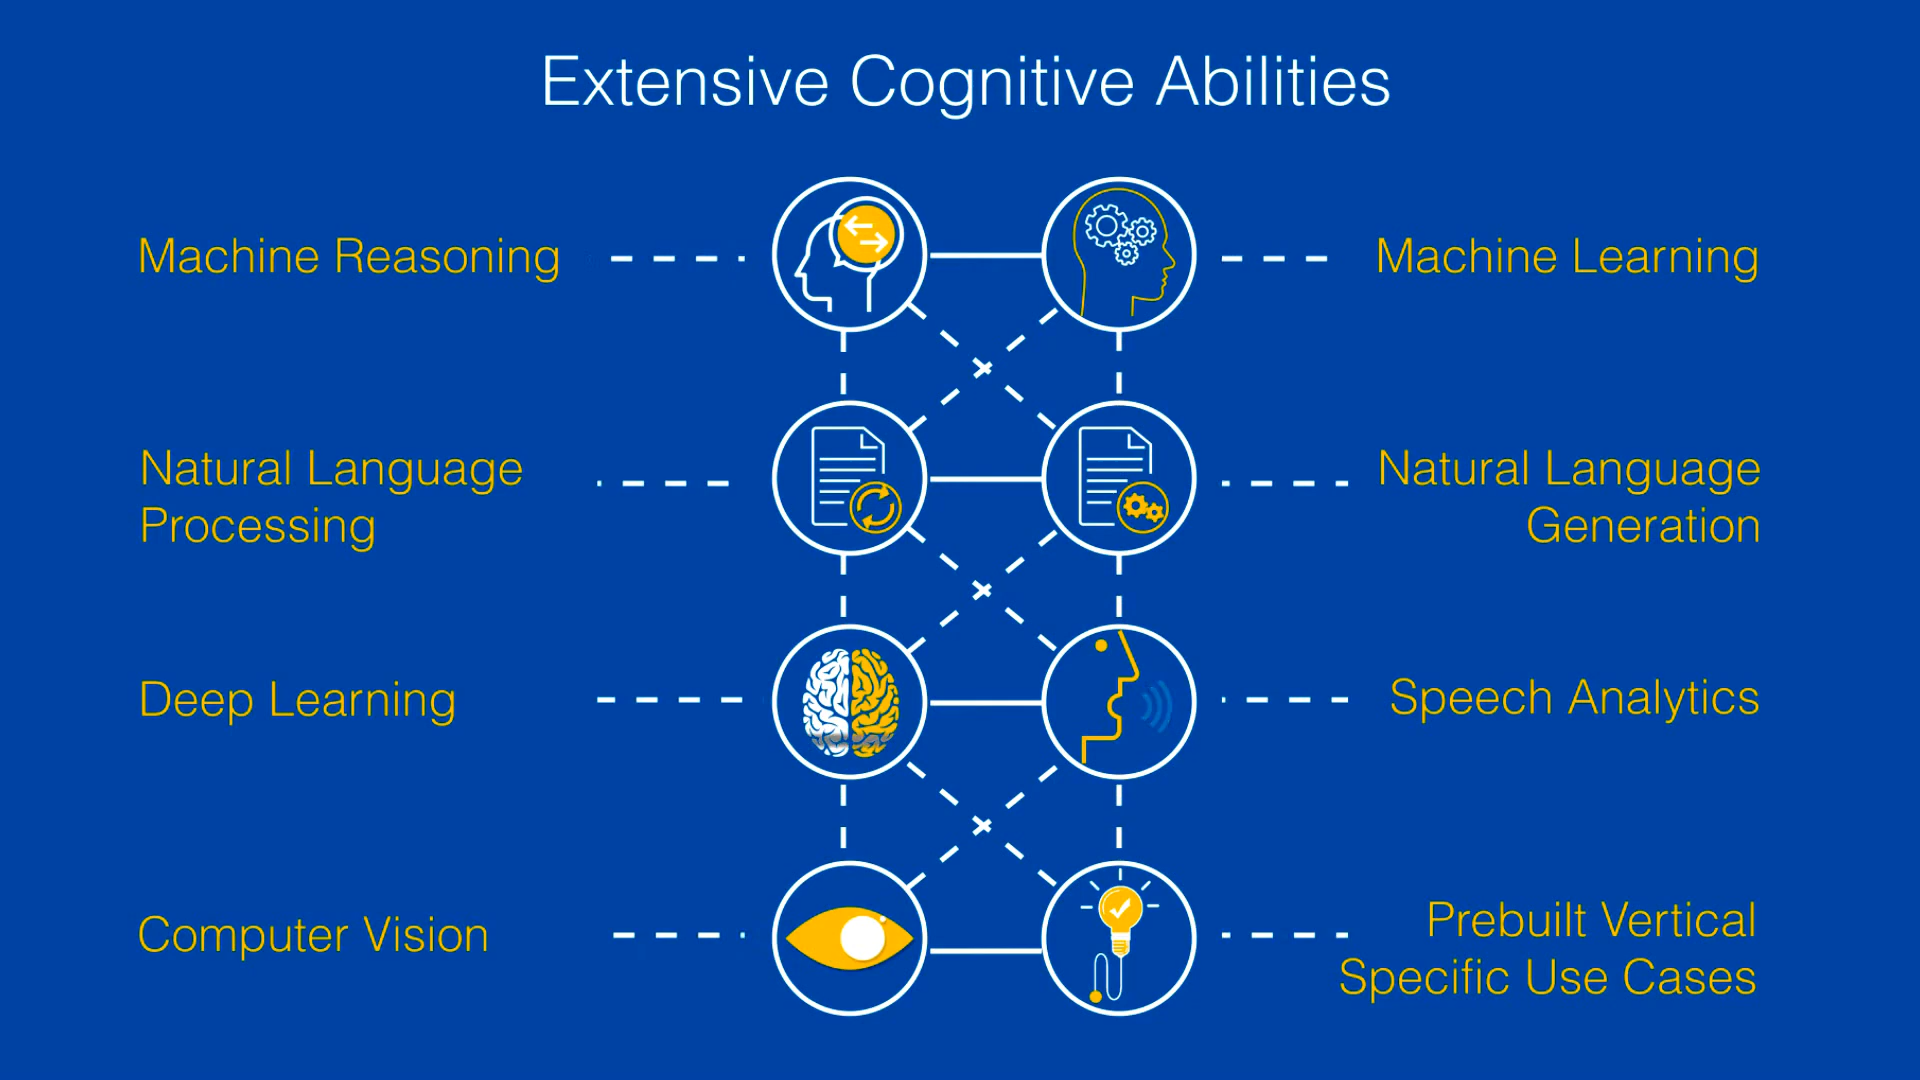 Extensive Cognitive Abilities
Machine Reasoning
Machine Learning
Natural Language
Processing
Natural Language
Generation
Deep Learning
Speech Analytics
Computer Vision
Prebuilt Vertical
Specific Use Cases